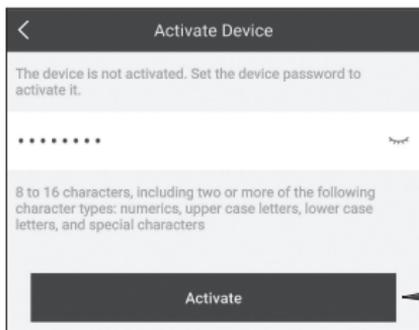 Activate Device
The device is not activated. Set the device password to
activate it.
••••••••
8 to 16 characters, including two or more of the following
character types: numerics, upper case letters, lower case
letters, and special characters
Activate